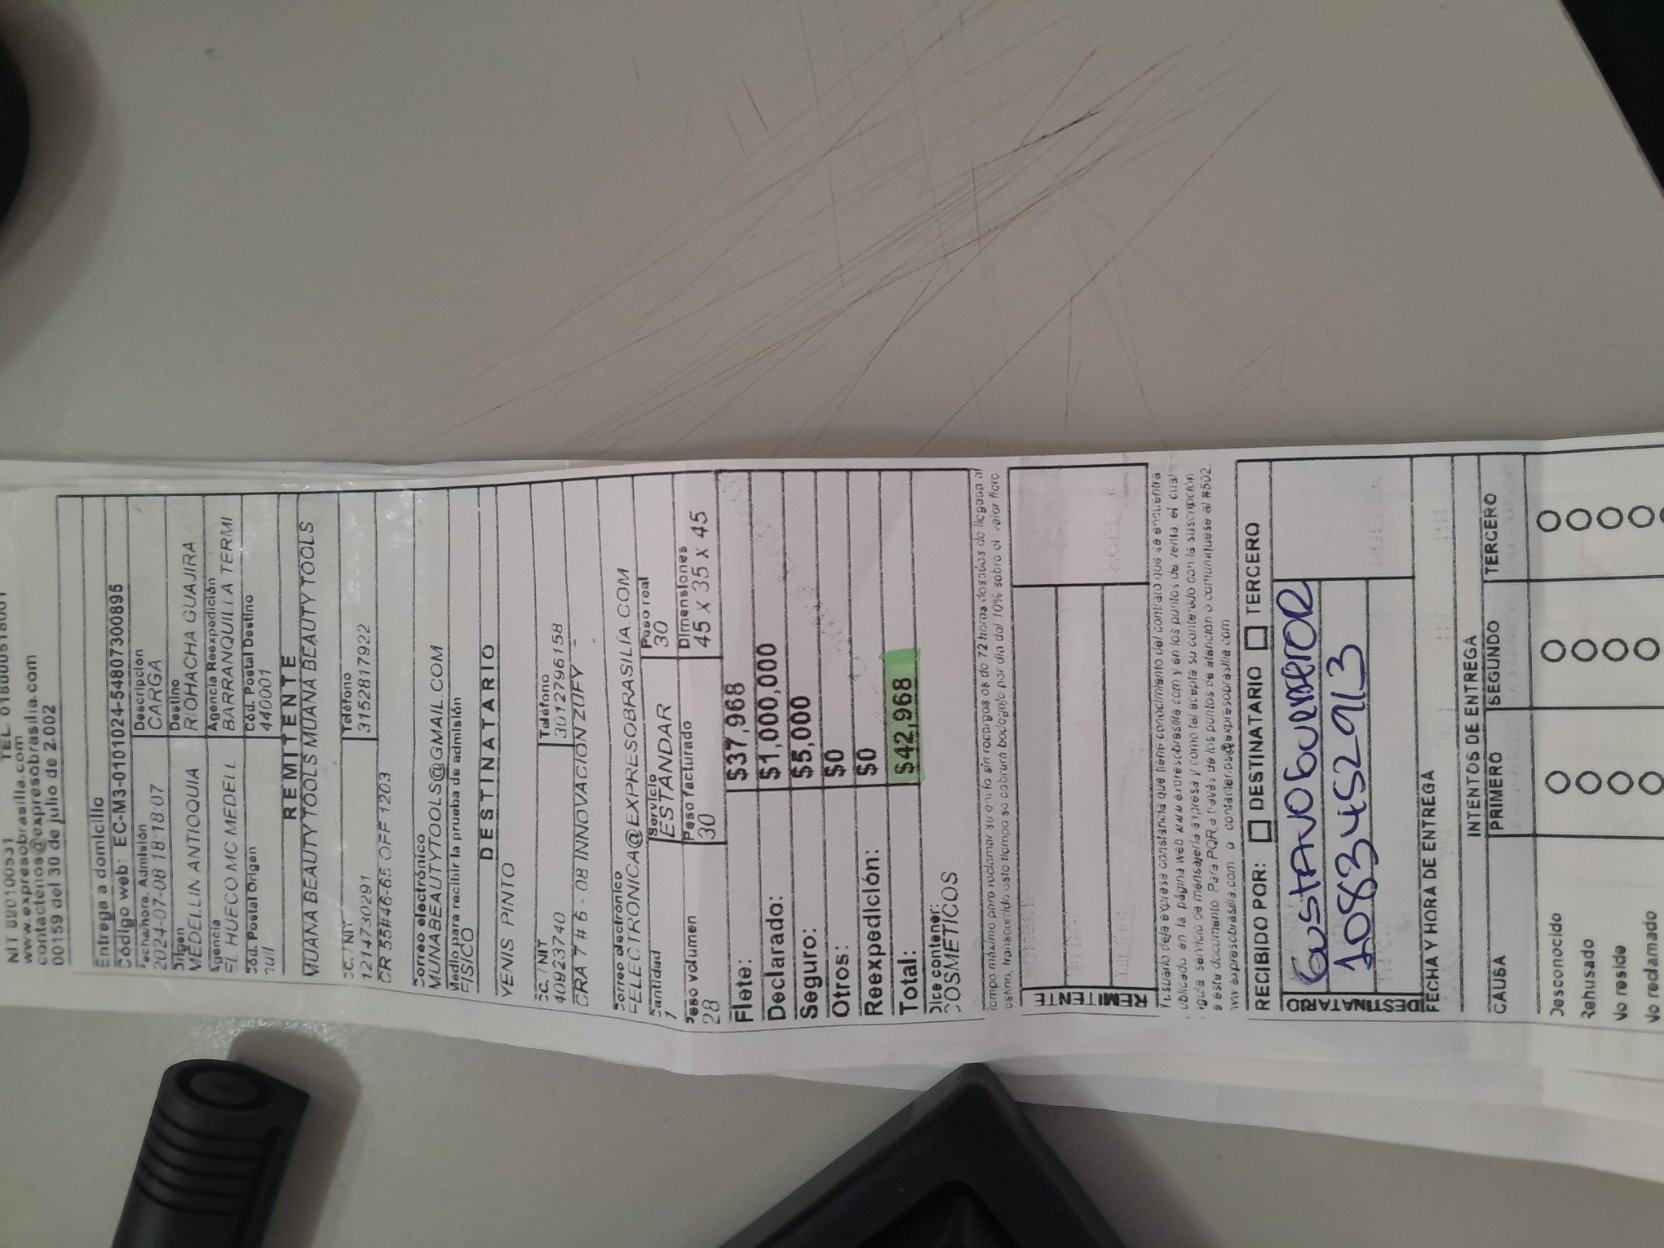 NIT 890100531 TEL. 018000518001
www.expresobrasilia.com
contactenos@expresobrasilia.com
00159 del 30 de julio de 2.002
Entrega a domicilio
Código web: EC-M3-0101024-54807300895
Fecha hora. Admisión Descripción
2024-07-08 18:18:07 CARGA
Origen Destino
MEDELLIN ANTIOQUIA RIOHACHA GUAJIRA
Agencia Agencia Reexpedición
EL HUECO MC MEDELL BARRANQUILLA TERMI
Cód. Postal Origen Cód. Postal Destino
null 440001
REMITENTE
MUANA BEAUTY TOOLS MUANA BEAUTY TOOLS
CC. NIT Teléfono
1214730291 3152817922
CR 55#46-65 OFF 1203
Correo electrónico
MUNABEAUTYTOOLS@GMAIL.COM
Medio para recibir la prueba de admisión
FISICO
DESTINATARIO
YENIS PINTO
CC. / NIT Teléfono
40923740 3012796158
CRA 7 # 6 - 08 INNOVACION ZUFY -
Correo electrónico
FELECTRONICA@EXPRESOBRASILIA.COM
Cantidad Servicio Peso real
1 ESTANDAR 30
Peso volumen Peso facturado Dimensiones
28 30 45 x 35 x 45
Flete: $37,968
Declarado: $1,000,000
Seguro: $5,000
Otros: $0
Reexpedición: $0
Total: $42,968
Dice contener:
COSMETICOS
REMITENTE
RECIBIDO POR: DESTINATARIO TERCERO
DESTINATARIO
Gustavo Guerrero R
1083452913
FECHA Y HORA DE ENTREGA
INTENTOS DE ENTREGA
CAUSA PRIMERO SEGUNDO TERCERO
Desconocido
Rehusado
No reside
No reclamado